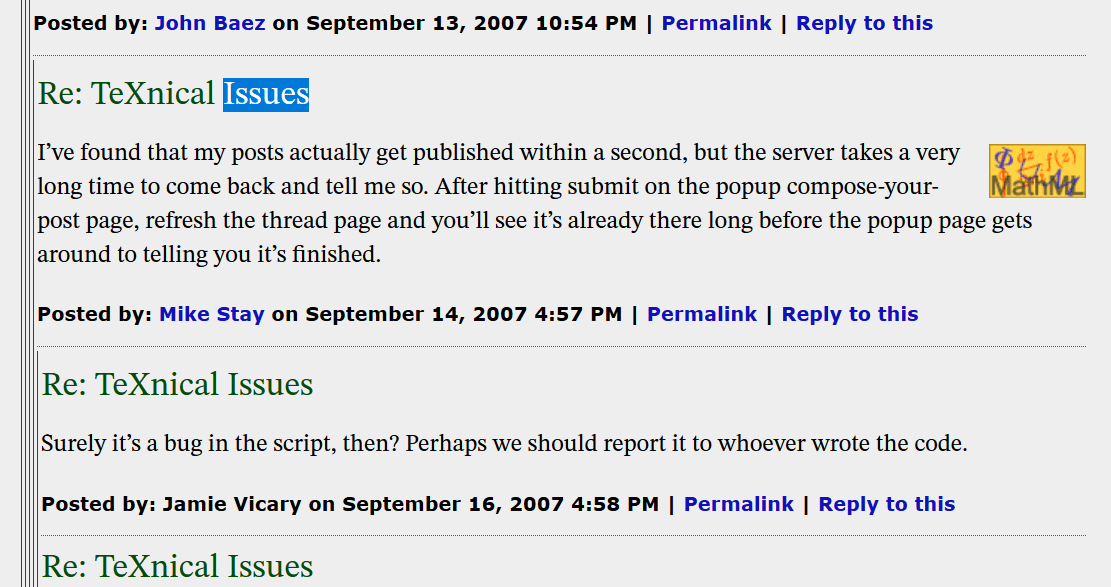 Posted by: John Baez on September 13, 2007 10:54 PM | Permalink | Reply to this
Re: TeXnical Issues
I’ve found that my posts actually get published within a second, but the server takes a very
long time to come back and tell me so. After hitting submit on the popup compose-your-
post page, refresh the thread page and you’ll see it’s already there long before the popup page gets
around to telling you it’s finished.
MathML
Posted by: Mike Stay on September 14, 2007 4:57 PM | Permalink | Reply to this
Re: TeXnical Issues
Surely it’s a bug in the script, then? Perhaps we should report it to whoever wrote the code.
Posted by: Jamie Vicary on September 16, 2007 4:58 PM | Permalink | Reply to this
Re: TeXnical Issues